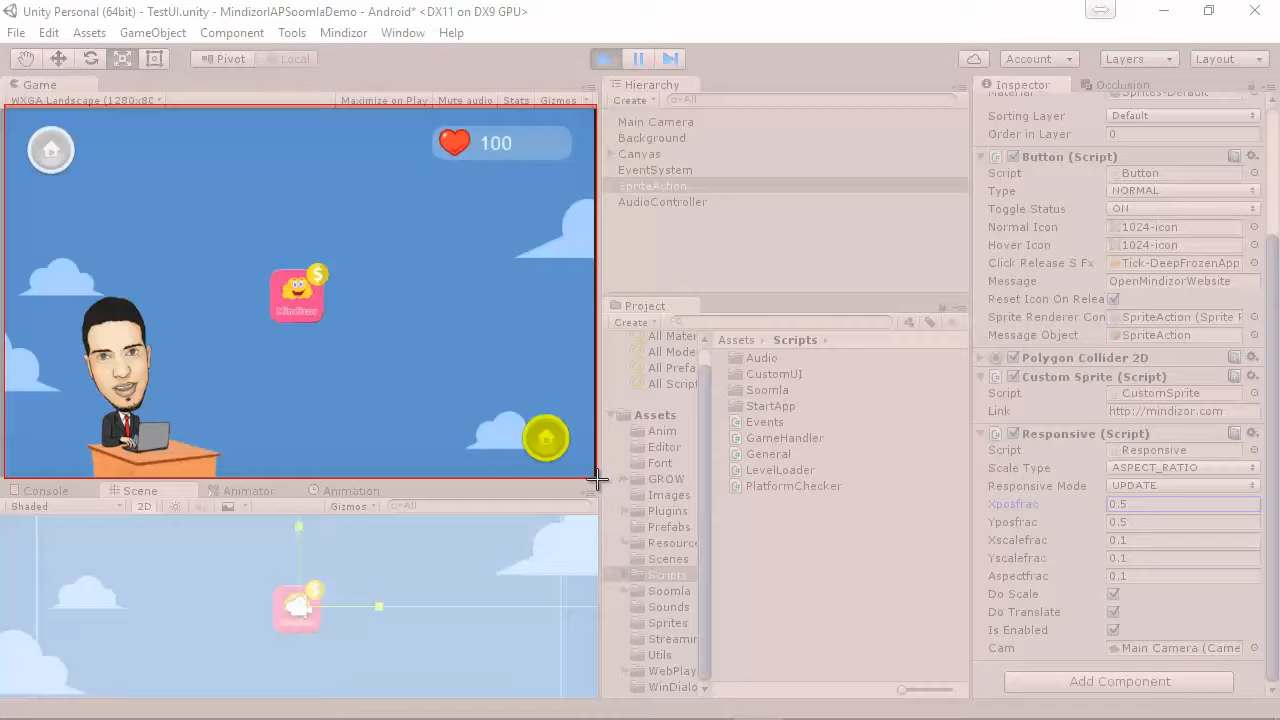 Unity Personal (64bit) - TestUI.unity - MindizorIAPSoomlaDemo - Android* <DX11 on DX9 GPU>
File Edit Assets GameObject Component Tools Mindizor Window Help
Pivot Local Account Layers Layout
Game Hierarchy Inspector Occlusion
WXGA Landscape (1280x80 Maximize on Play Mute audio Stats Gizmos Create All
Material Sprites-Default
Sorting Layer Default
Order in Layer 0
Main Camera
Background
Canvas
EventSystem
SpriteAction
AudioController
100
Mindizor
Button (Script)
Script Button
Type NORMAL
Toggle Status ON
Normal Icon 1024-icon
Hover Icon 1024-icon
Click Release S Fx Tick-DeepFrozenApp
Message OpenMindizorWebsite
Reset Icon On Relea
Sprite Renderer Con SpriteAction (Sprite R
Message Object SpriteAction
Polygon Collider 2D
Custom Sprite (Script)
Script CustomSprite
Link http://mindizor.com
Responsive (Script)
Script Responsive
Scale Type ASPECT_RATIO
Responsive Mode UPDATE
Xposfrac 0.5
Yposfrac 0.5
Xscalefrac 0.1
Yscalefrac 0.1
Aspectfrac 0.1
Do Scale
Do Translate
Is Enabled
Cam Main Camera (Came
Add Component
Project
Create
All Mater
All Mode
All Prefa
All Script
Assets
Anim
Editor
Font
GROW
Images
Plugins
Prefabs
Resource
Scenes
Scripts
Soomla
Sounds
Sprites
Streamin
Utils
WebPlay
WinDialo
Assets Scripts
Audio
CustomUI
Soomla
StartApp
Events
GameHandler
General
LevelLoader
PlatformChecker
Console Scene Animator Animation
Shaded 2D Gizmos All